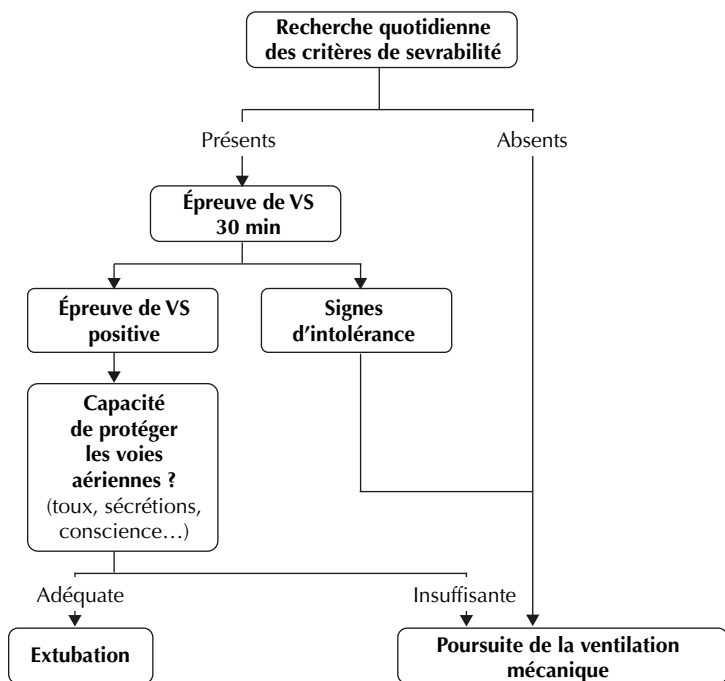 Recherche quotidienne
des critères de sevrabilité
Présents
Absents
Épreuve de VS
30 min
Épreuve de VS
positive
Signes
d'intolérance
Capacité
de protéger
les voies
aériennes ?
(toux, sécrétions,
conscience…)
Adéquate
Insuffisante
Extubation
Poursuite de la ventilation
mécanique